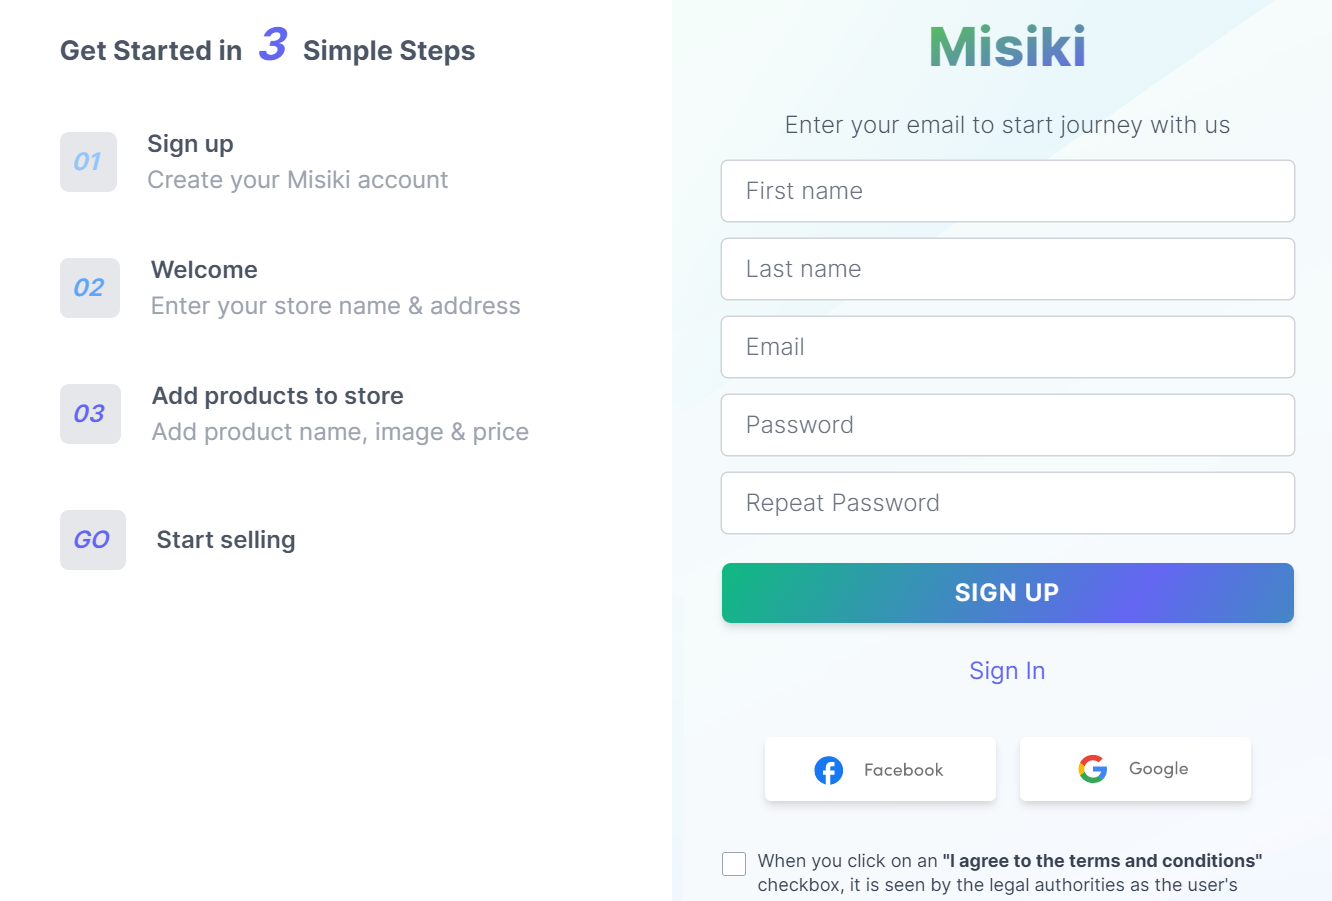 Get Started in 3 Simple Steps
01
Sign up
Create your Misiki account
02
Welcome
Enter your store name & address
03
Add products to store
Add product name, image & price
GO
Start selling
Misiki
Enter your email to start journey with us
First name
Last name
Email
Password
Repeat Password
SIGN UP
Sign In
Facebook
Google
When you click on an "I agree to the terms and conditions"
checkbox, it is seen by the legal authorities as the user's